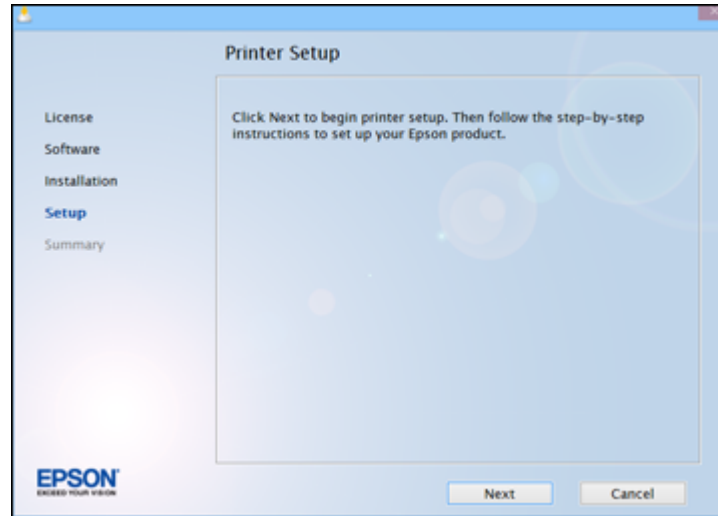 Printer Setup
License
Software
Installation
Setup
Summary
Click Next to begin printer setup. Then follow the step-by-step
instructions to set up your Epson product.
EPSON
EXCEED YOUR VISION
Next
Cancel